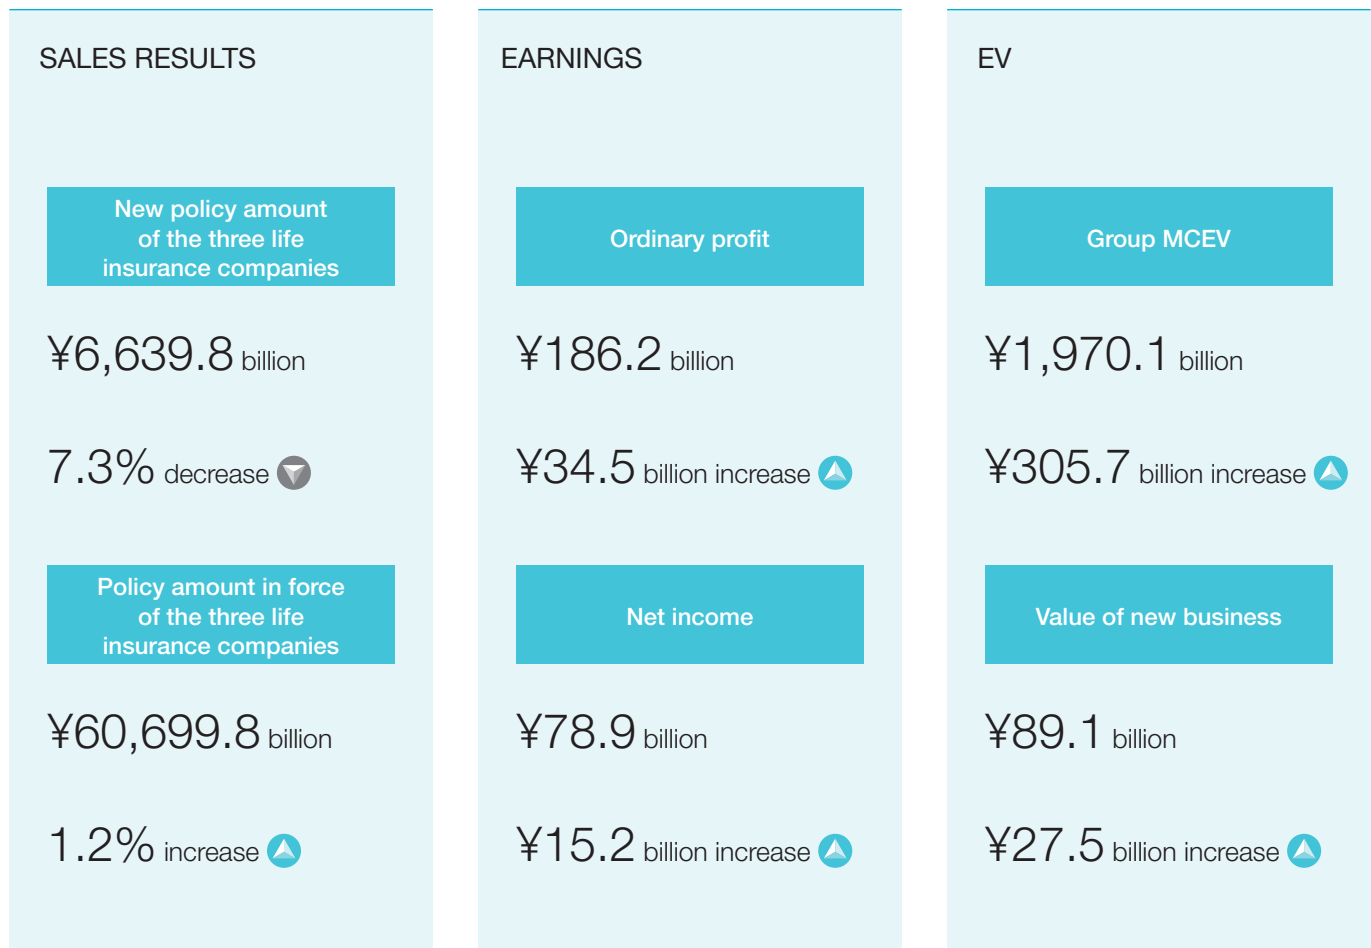 SALES RESULTS
New policy amount
of the three life
insurance companies
¥6,639.8 billion
7.3% decrease
Policy amount in force
of the three life
insurance companies
¥60,699.8 billion
1.2% increase
EARNINGS
Ordinary profit
¥186.2 billion
¥34.5 billion increase
Net income
¥78.9 billion
¥15.2 billion increase
EV
Group MCEV
¥1,970.1 billion
¥305.7 billion increase
Value of new business
¥89.1 billion
¥27.5 billion increase